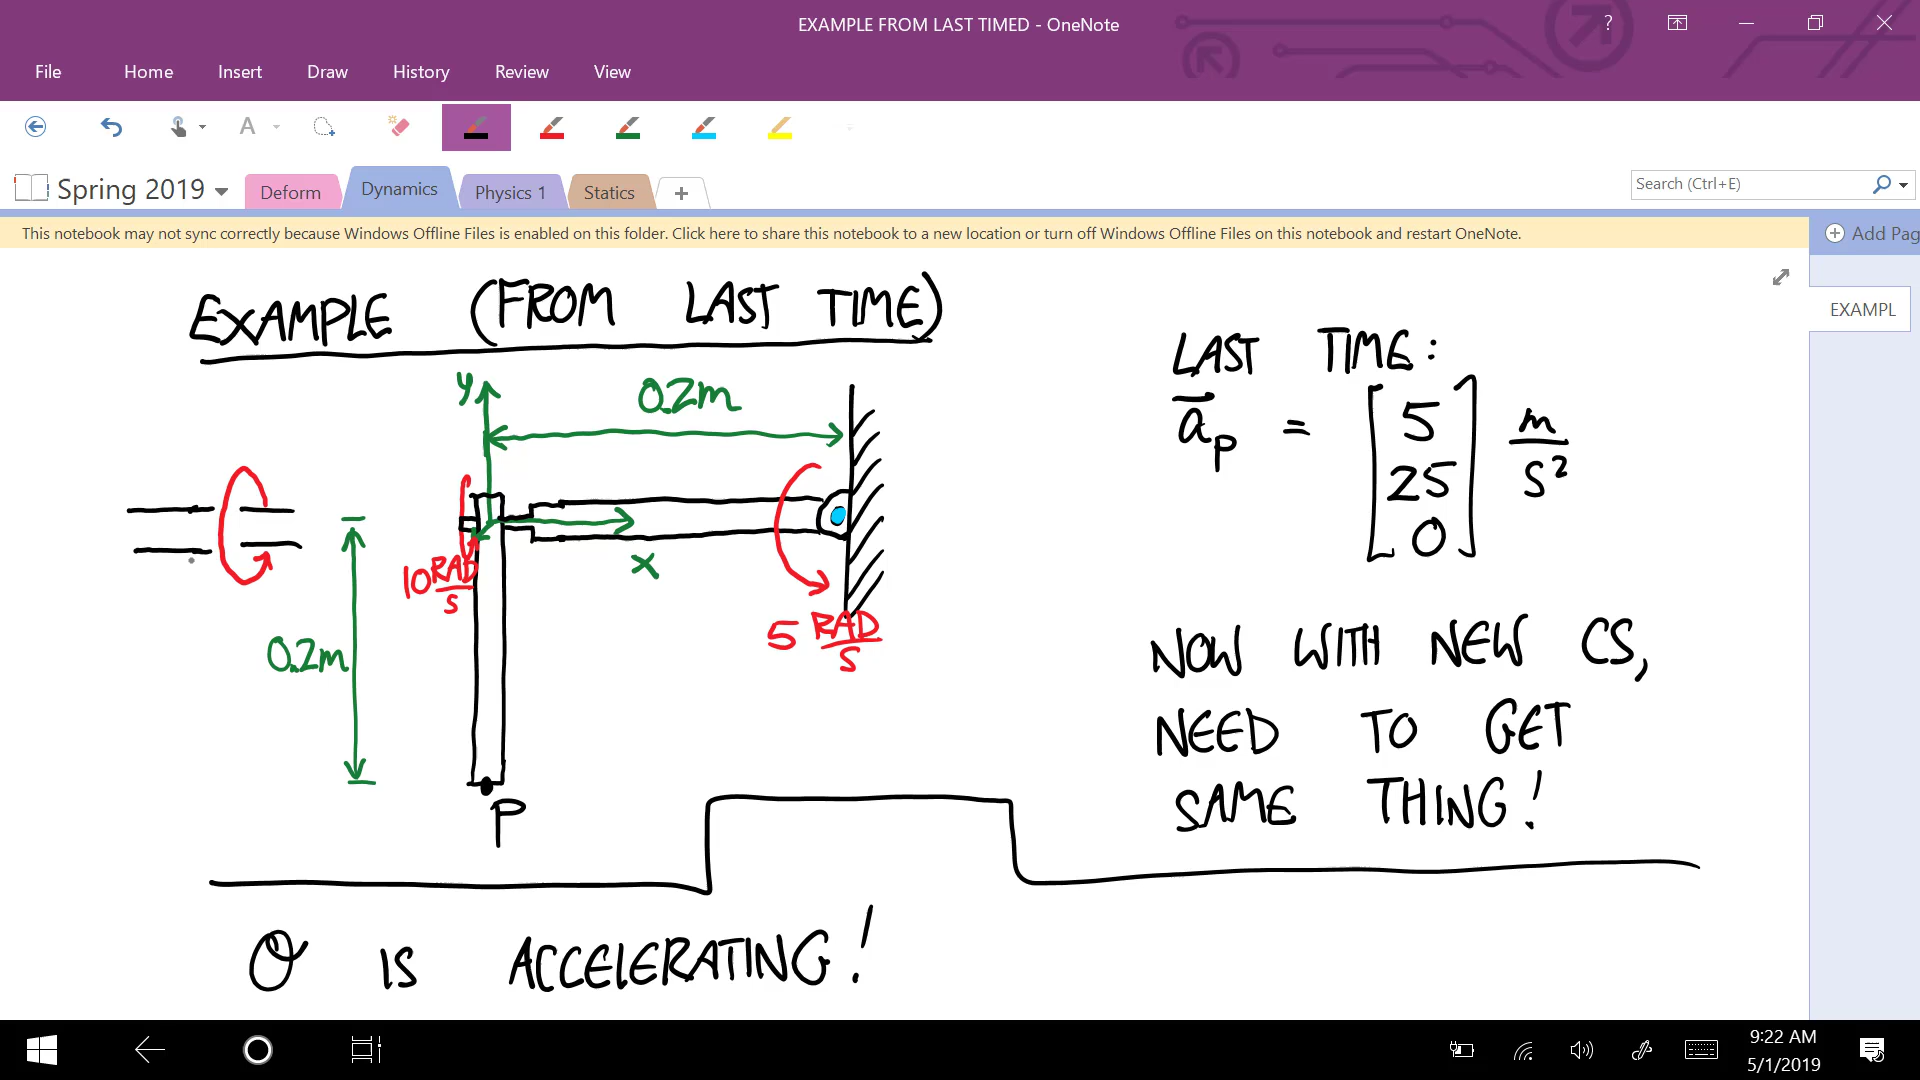 EXAMPLE FROM LAST TIMED - OneNote
?
File Home Insert Draw History Review View
A
Spring 2019 Deform Dynamics Physics 1 Statics +
Search (Ctrl+E)
This notebook may not sync correctly because Windows Offline Files is enabled on this folder. Click here to share this notebook to a new location or turn off Windows Offline Files on this notebook and restart OneNote.
Add Pag
EXAMPL
EXAMPLE (FROM LAST TIME)
y
0.2m
x
10 RAD/S
5 RAD/S
0.2m
P
LAST TIME:
a̅P = [5
25
0] m/s²
NOW WITH NEW CS,
NEED TO GET
SAME THING!
O IS ACCELERATING!
9:22 AM
5/1/2019